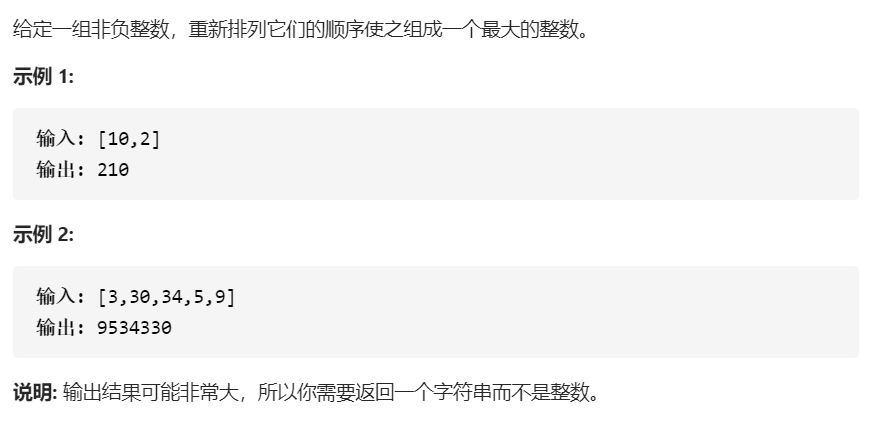 给定一组非负整数，重新排列它们的顺序使之组成一个最大的整数。
示例 1:
输入: [10,2]
输出: 210
示例 2:
输入: [3,30,34,5,9]
输出: 9534330
说明: 输出结果可能非常大，所以你需要返回一个字符串而不是整数。